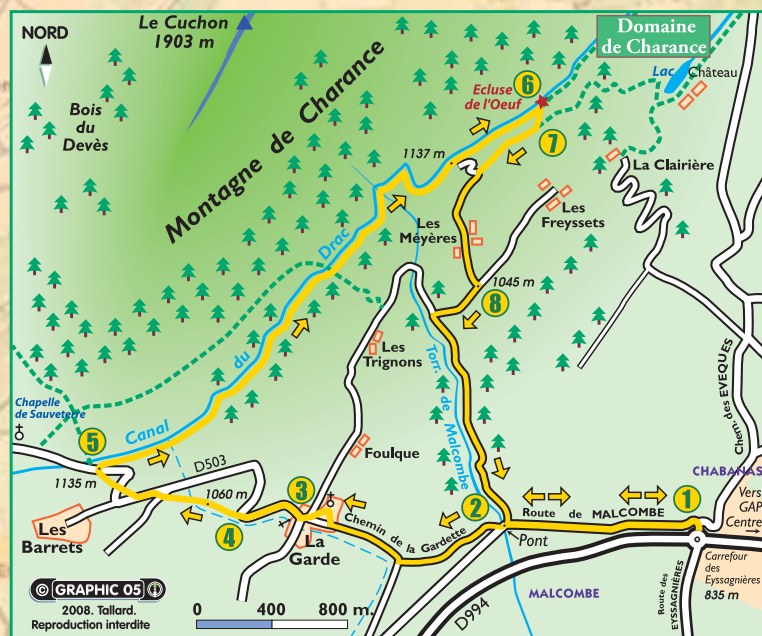 NORD
Le Cuchon
1903 m
Domaine
de Charance
Lac
Château
Bois
du
Devès
Montagne de Charance
6
Ecluse
de l'Oeuf
7
1137 m
La Clairière
Les
Freyssets
Les
Méyères
1045 m
8
Canal du Drac
Les
Trignons
Torr. de Malcombe
Chapelle
de Sauveterre
5
1135 m
D503
Foulque
Chem. des EVEQUES
CHABANAS
Vers
GAP
Centre
1060 m
3
4
2
1
Route de MALCOMBE
Chemin de la Gardette
Les
Barrets
La
Garde
Pont
D994
MALCOMBE
Route des
EYSSAGNIÈRES
Carrefour
des
Eyssagnières
835 m
© GRAPHIC 05
2008. Tallard.
Reproduction interdite
0 400 800 m.